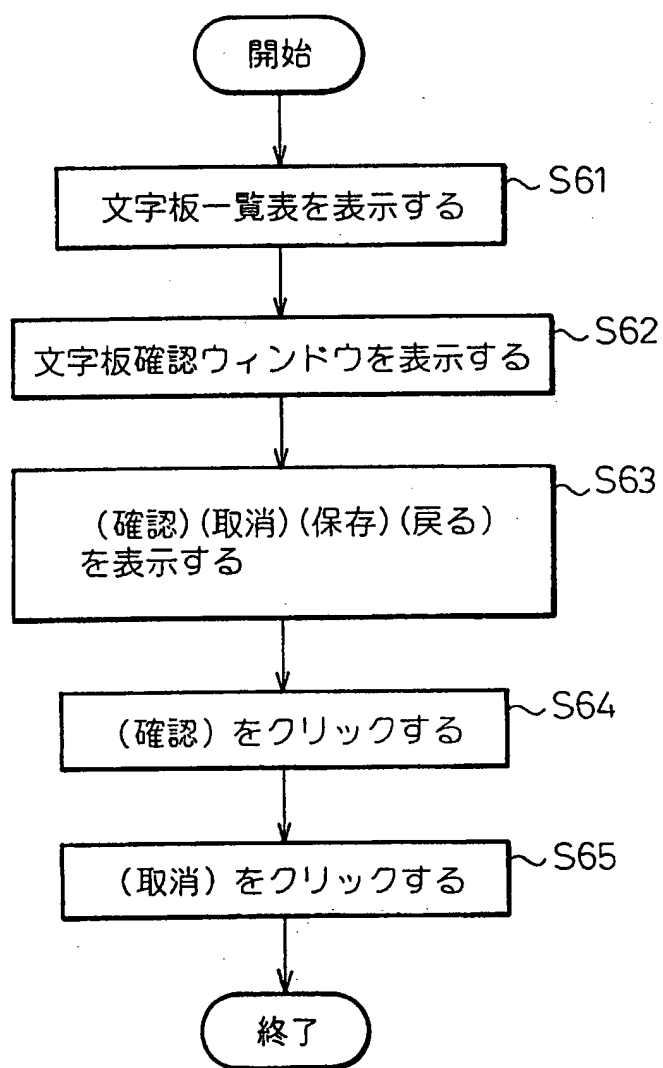 開始
S61
文字板一覧表を表示する
S62
文字板確認ウィンドウを表示する
S63
(確認)(取消)(保存)(戻る)
を表示する
S64
(確認)をクリックする
S65
(取消)をクリックする
終了